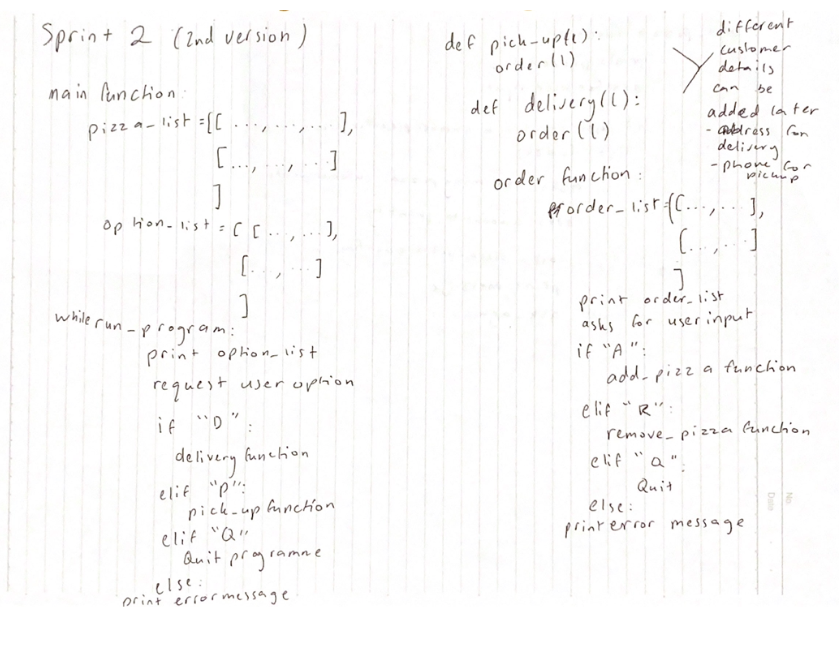 Sprint 2 (2nd version)
main function:
pizza_list =[[ ..., ..., ... ],
[..., ..., ...]
]
option_list = [ [ ..., ...],
[..., ...]
]
while run_program:
print option_list
request user option
if "D":
delivery function
elif "P":
pick-up function
elif "Q"
Quit programme
else:
print error message
def pick-up(l):
order(l)
def delivery(l):
order(l)
different
customer
details
can be
added later
- address for
delivery
- phone for
pickup
order function:
order_list=[[..., ...],
[..., ...]
]
print order_list
asks for user input
if "A":
add_pizza function
elif "R":
remove_pizza function
elif "Q":
Quit
else:
print error message
No
Date